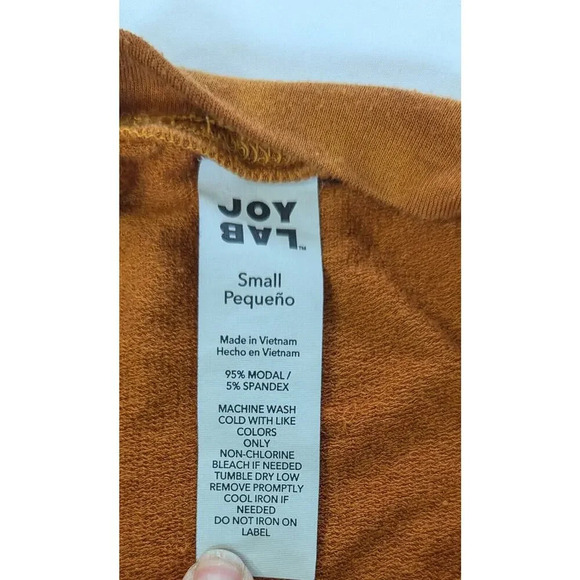 JOY
LAB
™
Small
Pequeño
Made in Vietnam
Hecho en Vietnam
95% MODAL /
5% SPANDEX
MACHINE WASH
COLD WITH LIKE
COLORS
ONLY
NON-CHLORINE
BLEACH IF NEEDED
TUMBLE DRY LOW
REMOVE PROMPTLY
COOL IRON IF
NEEDED
DO NOT IRON ON
LABEL